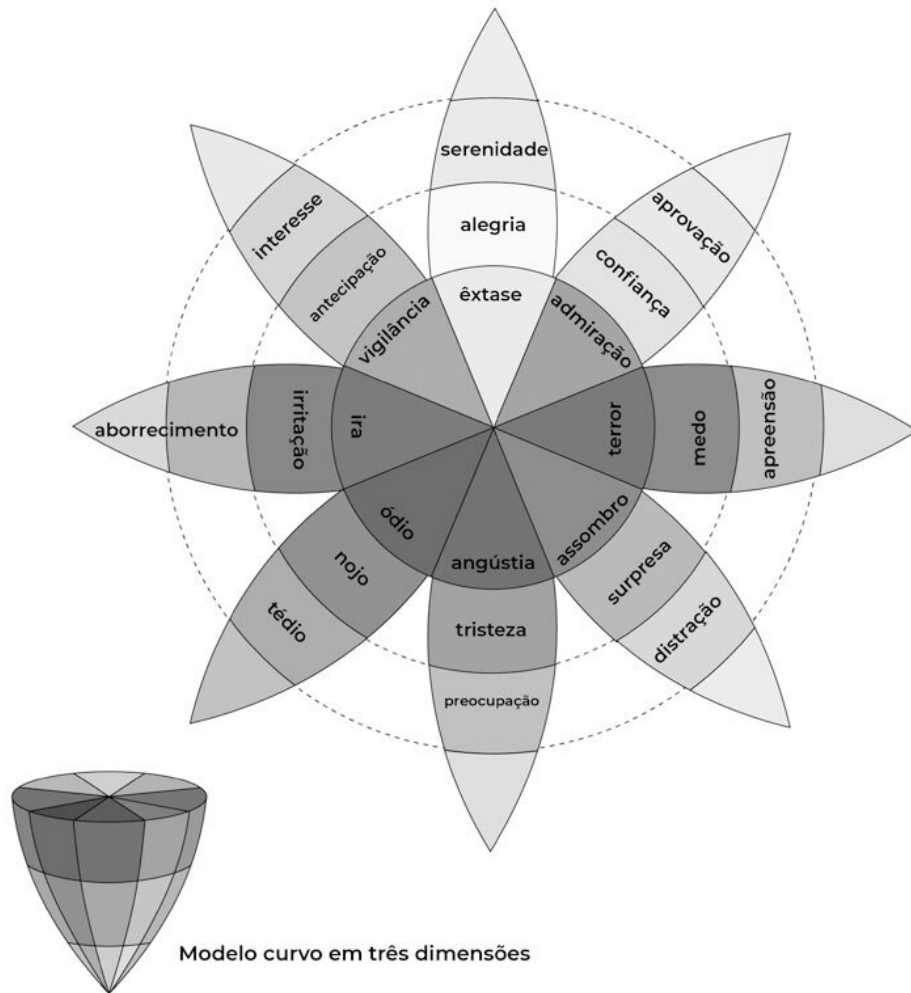 serenidade
interesse
aprovação
alegria
antecipação
confiança
êxtase
vigilância
admiração
aborrecimento
irritação
ira
terror
medo
apreensão
ódio
angústia
assombro
nojo
surpresa
tédio
tristeza
distração
preocupação
Modelo curvo em três dimensões